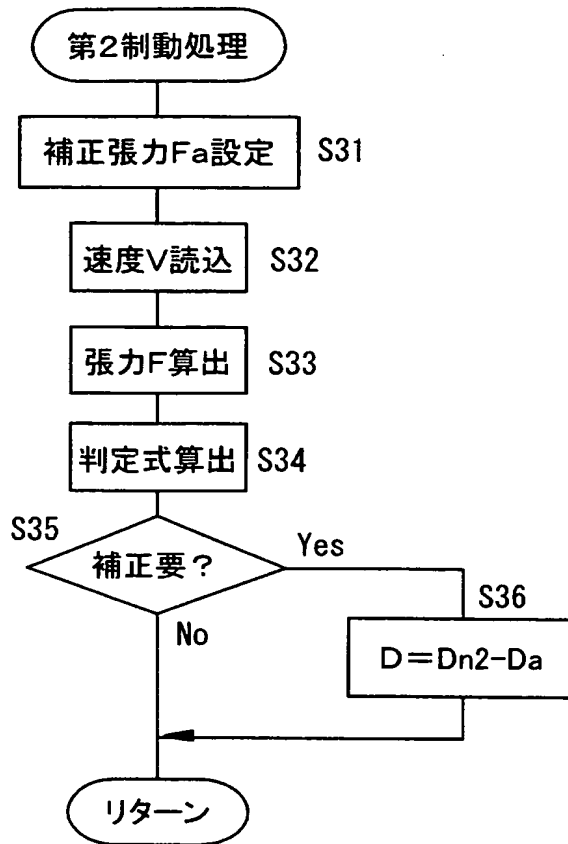 第2制動処理
補正張力Fa設定
S31
速度V読込
S32
張力F算出
S33
判定式算出
S34
S35
補正要?
Yes
No
S36
D=Dn2-Da
リターン